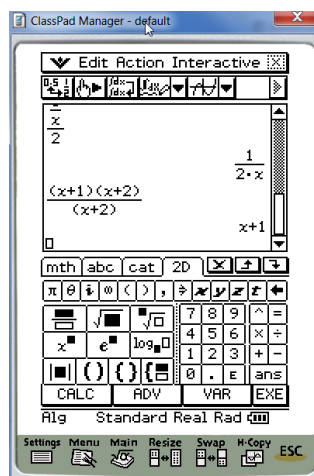 ClassPad Manager - default
Edit Action Interactive
x
2
1
2·x
(x+1)(x+2)
(x+2)
x+1
mth abc cat 2D
π θ i ∞ ( ) , ⇒ x y z t
√■ ⁿ√□ 7 8 9 ^ =
x■ e■ log■□ 4 5 6 × ÷
1 2 3 + -
|■| ( ) { } 0 . E ans
CALC ADV VAR EXE
Alg Standard Real Rad
Settings Menu Main Resize Swap H-Copy ESC